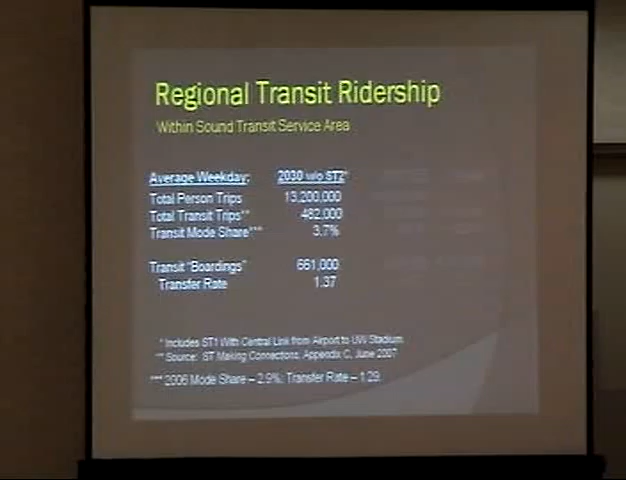 Regional Transit Ridership
Within Sound Transit Service Area
Average Weekday: 2030 w/o ST2*
Total Person Trips 13,200,000
Total Transit Trips** 482,000
Transit Mode Share*** 3.7%
Transit "Boardings" 661,000
Transfer Rate 1.37
* Includes ST1 With Central Link from Airport to UW Stadium
** Source: ST Making Connections, Appendix C, June 2007
*** 2006 Mode Share – 2.9%; Transfer Rate – 1.29.